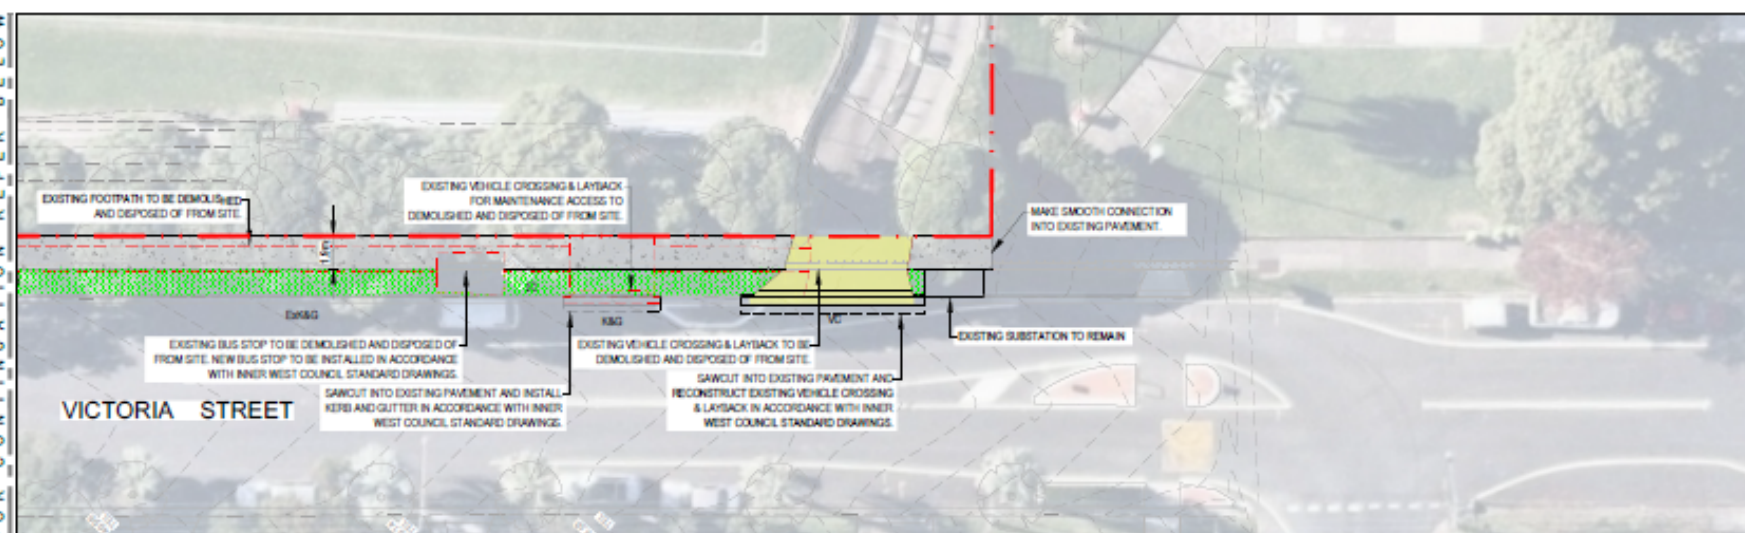 EXISTING VEHICLE CROSSING & LAYBACK
FOR MAINTENANCE ACCESS TO
DEMOLISHED AND DISPOSED OF FROM SITE.
EXISTING FOOTPATH TO BE DEMOLISHED
AND DISPOSED OF FROM SITE.
MAKE SMOOTH CONNECTION
INTO EXISTING PAVEMENT.
ExK&G
K&G
VC
EXISTING BUS STOP TO BE DEMOLISHED AND DISPOSED OF
FROM SITE. NEW BUS STOP TO BE INSTALLED IN ACCORDANCE
WITH INNER WEST COUNCIL STANDARD DRAWINGS.
EXISTING VEHICLE CROSSING & LAYBACK TO BE
DEMOLISHED AND DISPOSED OF FROM SITE.
EXISTING SUBSTATION TO REMAIN
SAWCUT INTO EXISTING PAVEMENT AND INSTALL
KERB AND GUTTER IN ACCORDANCE WITH INNER
WEST COUNCIL STANDARD DRAWINGS.
SAWCUT INTO EXISTING PAVEMENT AND
RECONSTRUCT EXISTING VEHICLE CROSSING
& LAYBACK IN ACCORDANCE WITH INNER
WEST COUNCIL STANDARD DRAWINGS.
VICTORIA STREET